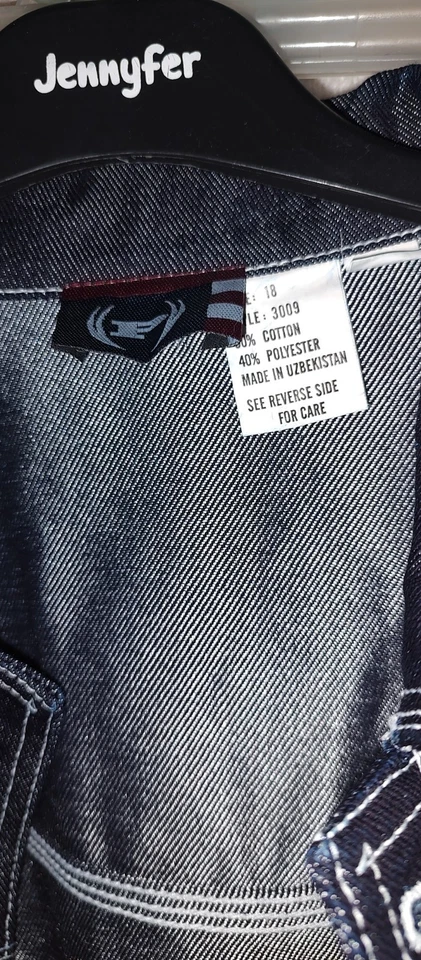 Jennyfer
E: 18
LE: 3009
0% COTTON
40% POLYESTER
MADE IN UZBEKISTAN
SEE REVERSE SIDE
FOR CARE